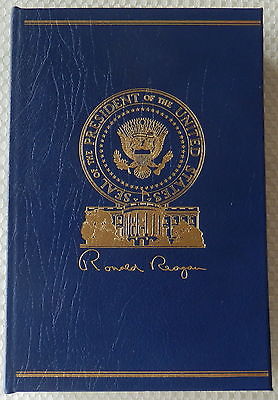 SEAL OF THE PRESIDENT OF THE UNITED STATES
Ronald Reagan